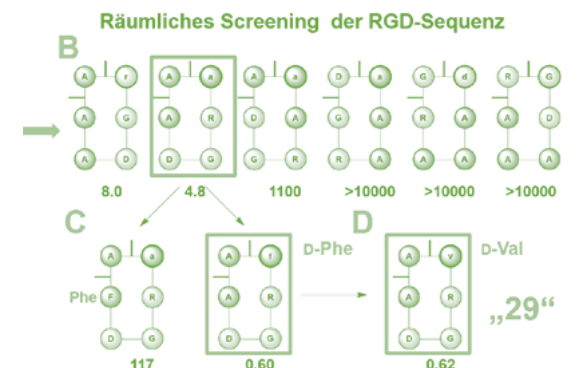 Räumliches Screening der RGD-Sequenz
B
A r A a A a D a G d R G
A G A R D A G A R A A D
A D D G G R R A A A A A
8.0 4.8 1100 >10000 >10000 >10000
C D
A a A f D-Phe A v D-Val
Phe F R A R A R „29“
D G D G D G
117 0.60 0.62